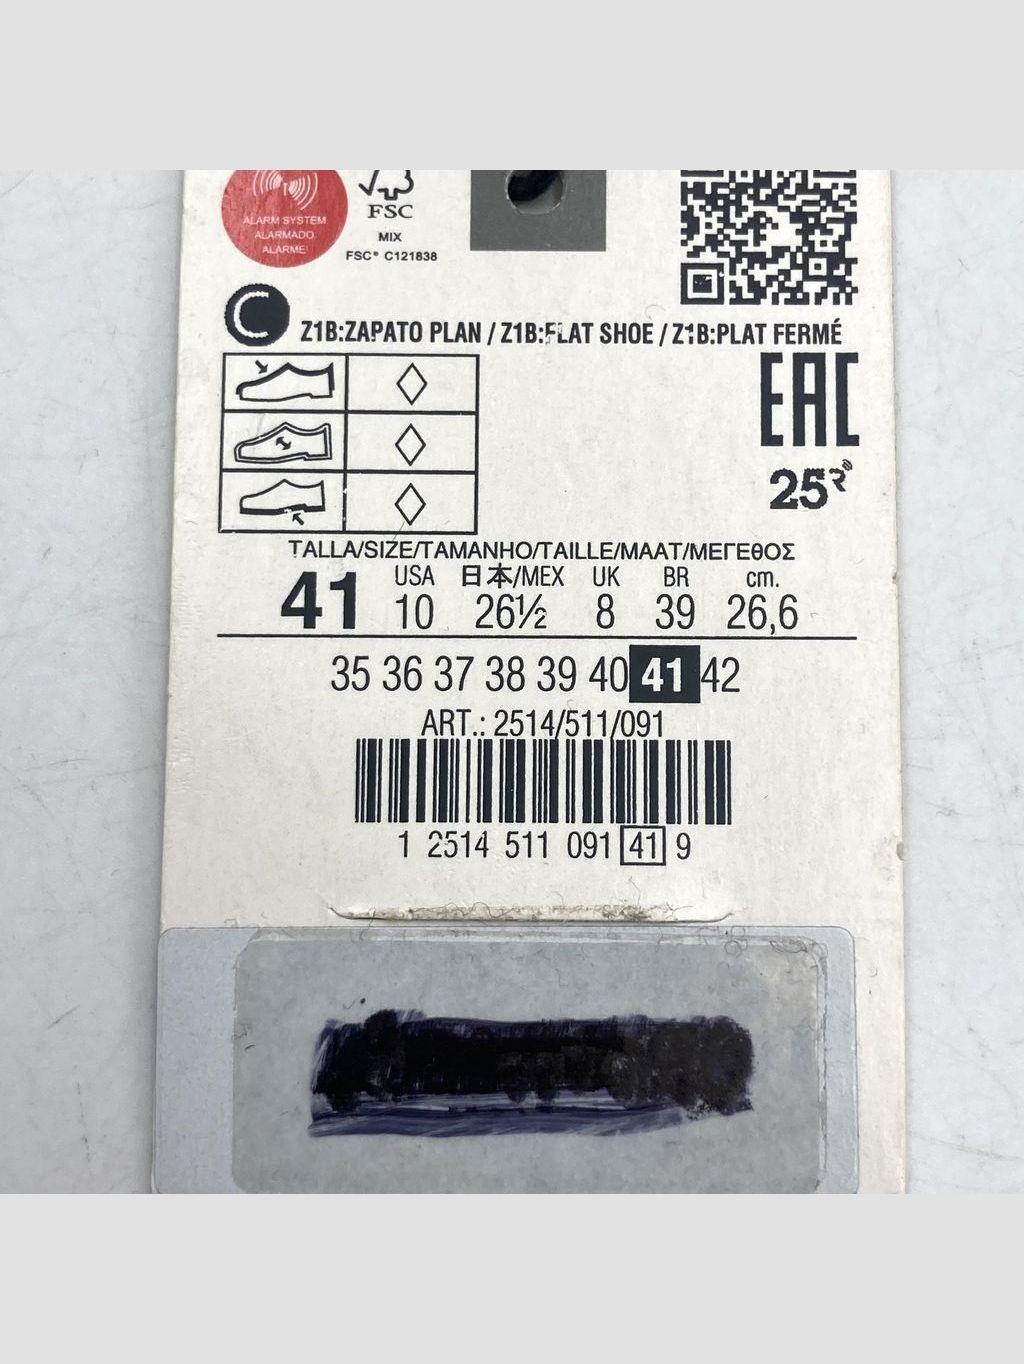 ALARM SYSTEM
ALARMADO
ALARME!
FSC
MIX
FSC® C121838
C
Z1B:ZAPATO PLAN / Z1B:FLAT SHOE / Z1B:PLAT FERMÉ
EAC
25R
TALLA/SIZE/TAMANHO/TAILLE/MAAT/ΜΕΓΕΘΟΣ
USA 日本/MEX UK BR cm.
41 10 26½ 8 39 26,6
35 36 37 38 39 40 41 42
ART.: 2514/511/091
1 2514 511 091 41 9